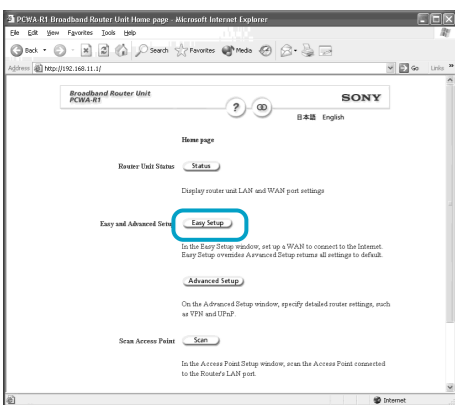 PCWA-R1 Broadband Router Unit Home page - Microsoft Internet Explorer
File Edit View Favorites Tools Help
Back Search Favorites Media
Address http://192.168.11.1/ Go Links »
Broadband Router Unit
PCWA-R1
SONY
日本語 English
Home page
Router Unit Status Status
Display router unit LAN and WAN port settings
Easy and Advanced Setup Easy Setup
In the Easy Setup window, set up a WAN to connect to the Internet.
Easy Setup overrides Asvanced Setup returns all settings to default.
Advanced Setup
On the Advanced Setup window, specify detailed router settings, such
as VPN and UPnP.
Scan Access Point Scan
In the Access Point Setup window, scan the Access Point connected
to the Router's LAN port.
Internet